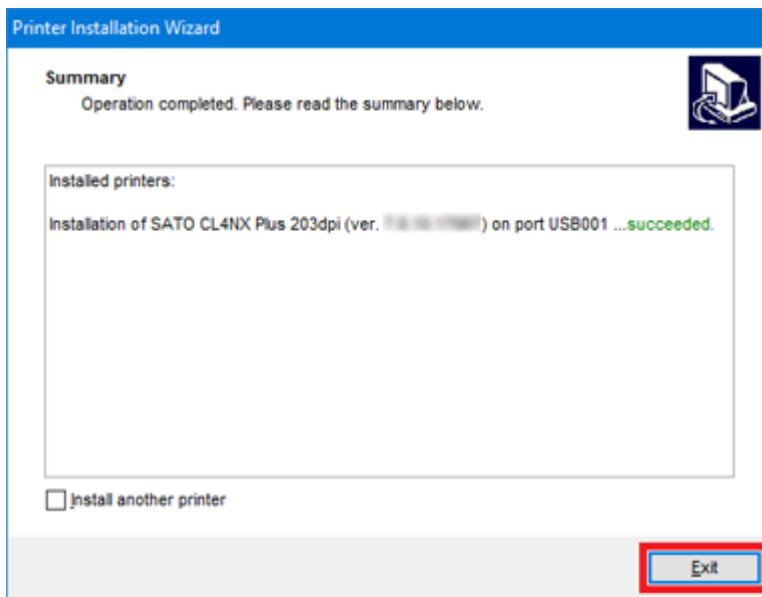 Printer Installation Wizard
Summary
Operation completed. Please read the summary below.
Installed printers:
Installation of SATO CL4NX Plus 203dpi (ver. ) on port USB001 ...succeeded.
Install another printer
Exit